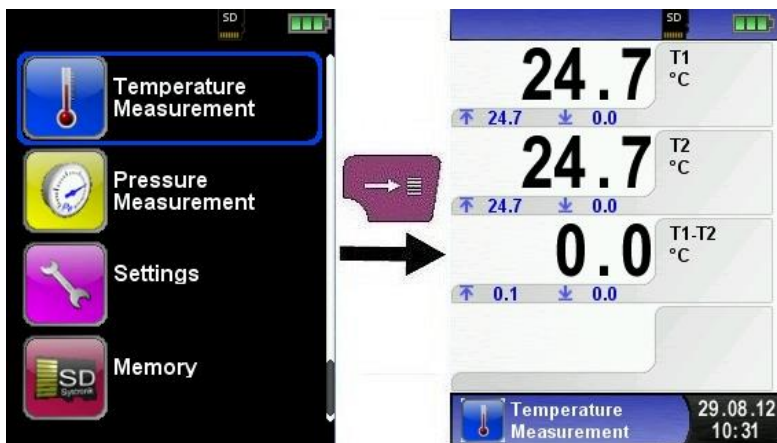 SD
Temperature
Measurement
Pressure
Measurement
Settings
SD
Systronik
Memory
SD
24.7 T1
°C
24.7 0.0
24.7 T2
°C
24.7 0.0
0.0 T1-T2
°C
0.1 0.0
Temperature
Measurement
29.08.12
10:31